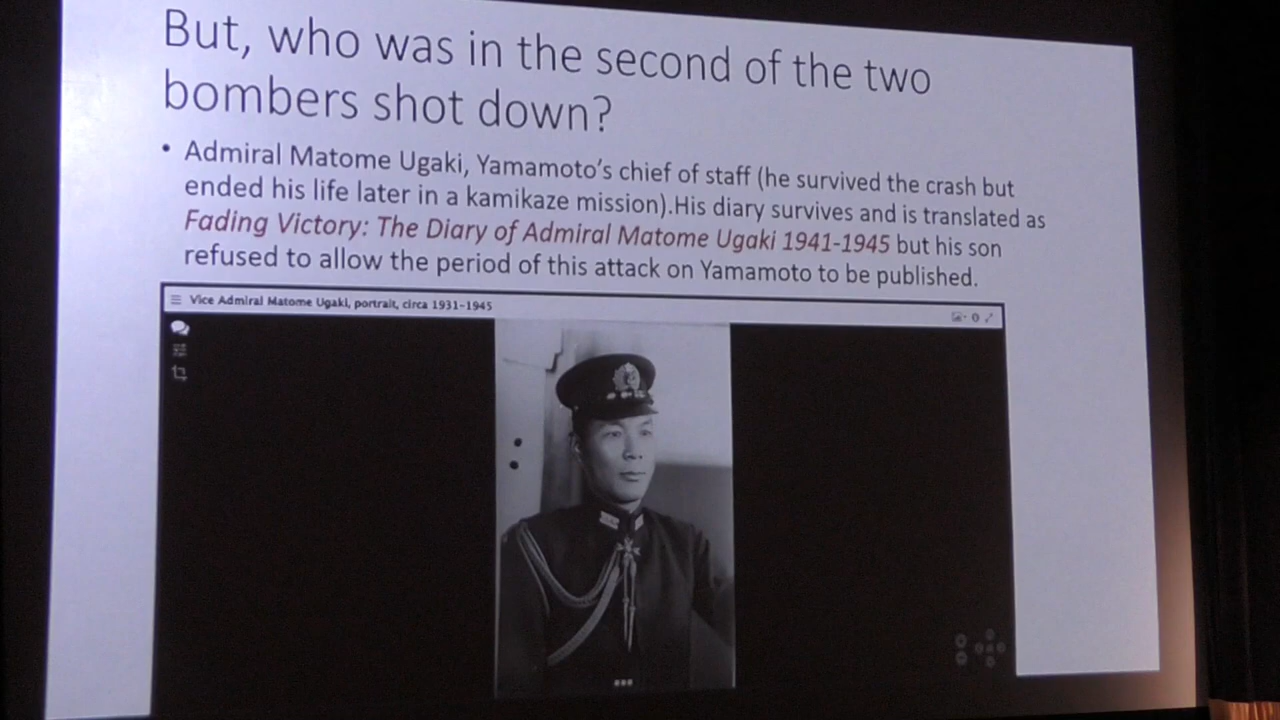 But, who was in the second of the two
bombers shot down?
• Admiral Matome Ugaki, Yamamoto's chief of staff (he survived the crash but
ended his life later in a kamikaze mission).His diary survives and is translated as
Fading Victory: The Diary of Admiral Matome Ugaki 1941-1945 but his son
refused to allow the period of this attack on Yamamoto to be published.
Vice Admiral Matome Ugaki, portrait, circa 1931-1945